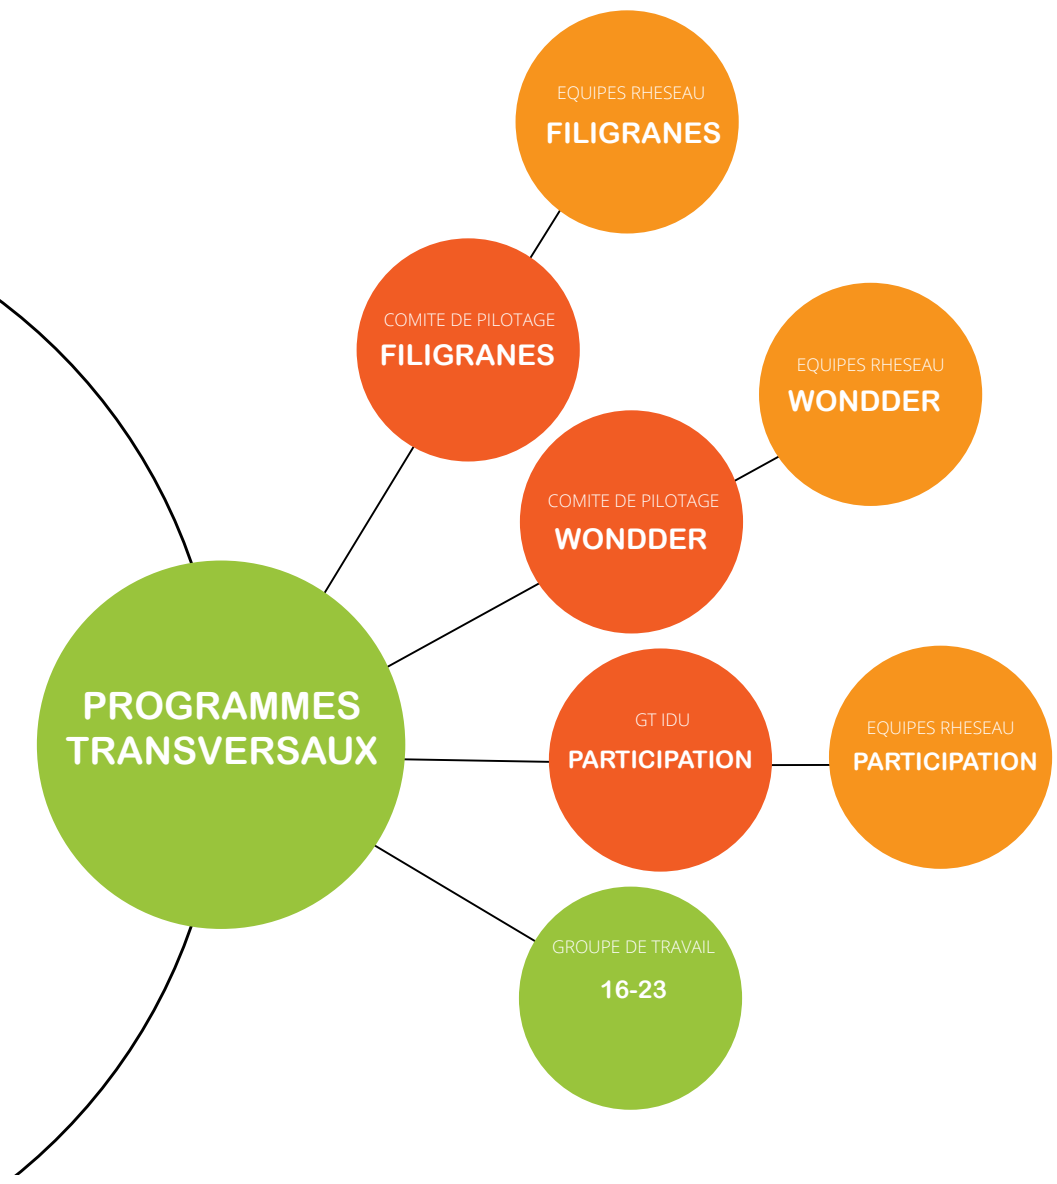 EQUIPES RHESEAU
FILIGRANES
COMITE DE PILOTAGE
FILIGRANES
EQUIPES RHESEAU
WONDDER
COMITE DE PILOTAGE
WONDDER
PROGRAMMES
TRANSVERSAUX
GT IDU
PARTICIPATION
EQUIPES RHESEAU
PARTICIPATION
GROUPE DE TRAVAIL
16-23